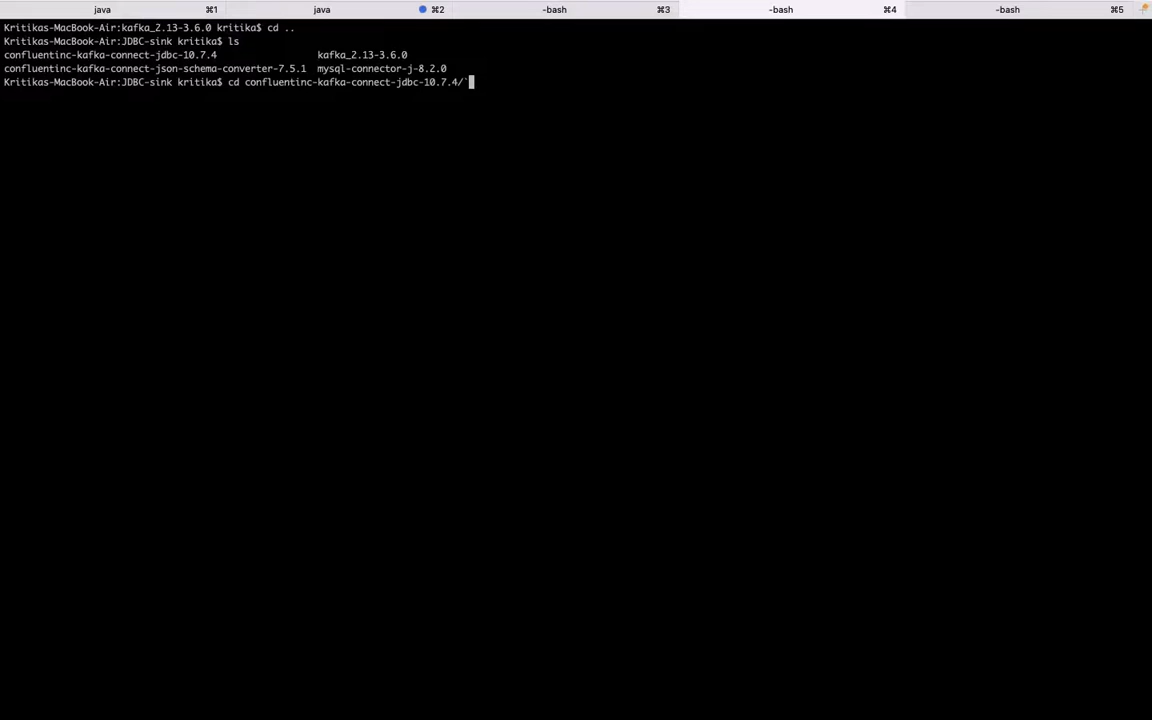 java ⌘1 java ⌘2 -bash ⌘3 -bash ⌘4 -bash ⌘5
Kritikas-MacBook-Air:kafka_2.13-3.6.0 kritika$ cd ..
Kritikas-MacBook-Air:JDBC-sink kritika$ ls
confluentinc-kafka-connect-jdbc-10.7.4 kafka_2.13-3.6.0
confluentinc-kafka-connect-json-schema-converter-7.5.1 mysql-connector-j-8.2.0
Kritikas-MacBook-Air:JDBC-sink kritika$ cd confluentinc-kafka-connect-jdbc-10.7.4/`